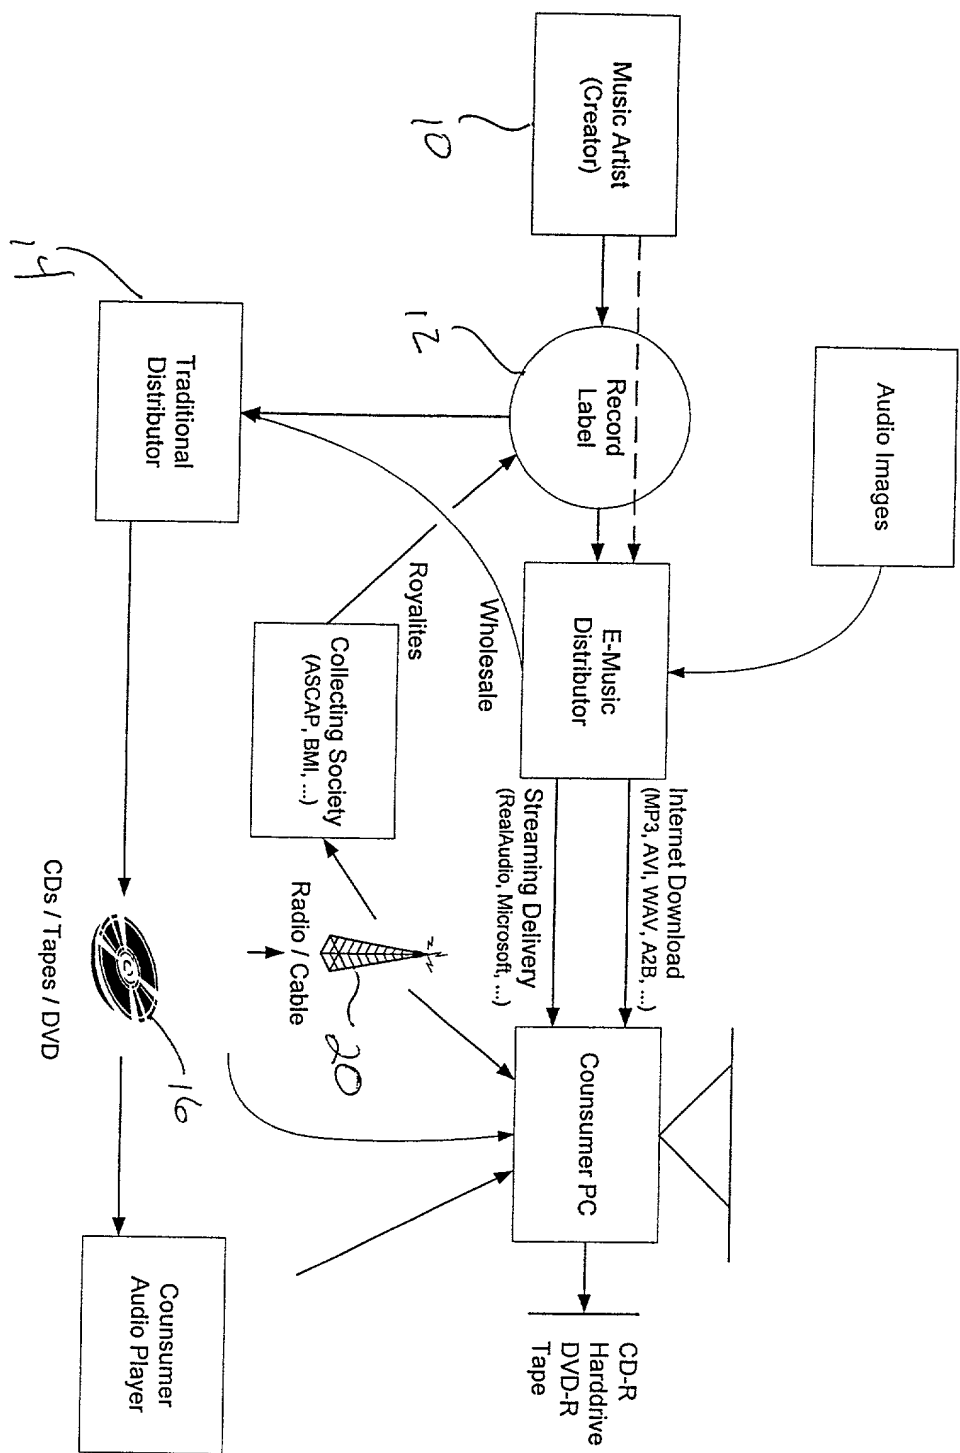 Audio Images
Music Artist
(Creator)
10
Record
Label
12
E-Music
Distributor
Internet Download
(MP3, AVI, WAV, A2B, ....)
Streaming Delivery
(RealAudio, Microsoft, ...)
Counsumer PC
CD-R
Harddrive
DVD-R
Tape
Wholesale
Royalites
Collecting Society
(ASCAP, BMI, ...)
20
Radio / Cable
Traditional
Distributor
14
16
CDs / Tapes / DVD
Counsumer
Audio Player